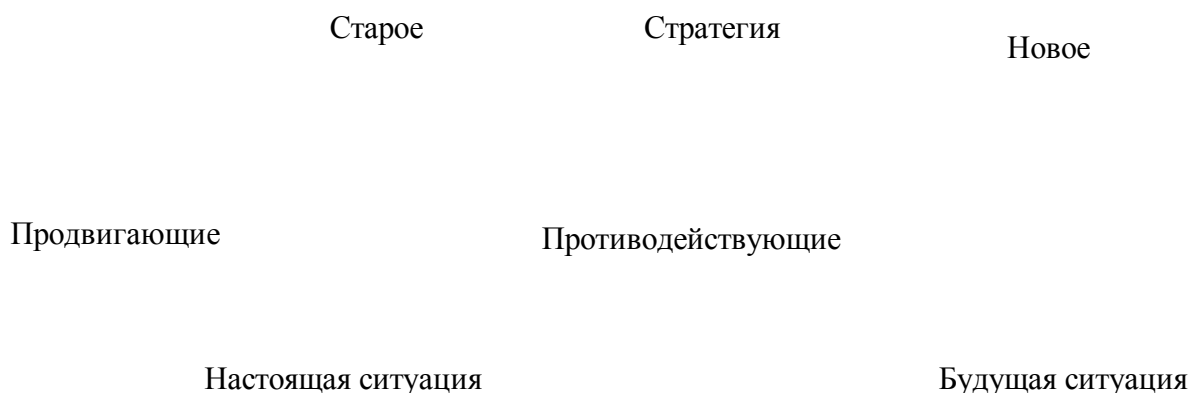 Старое
Стратегия
Новое
Продвигающие
Противодействующие
Настоящая ситуация
Будущая ситуация